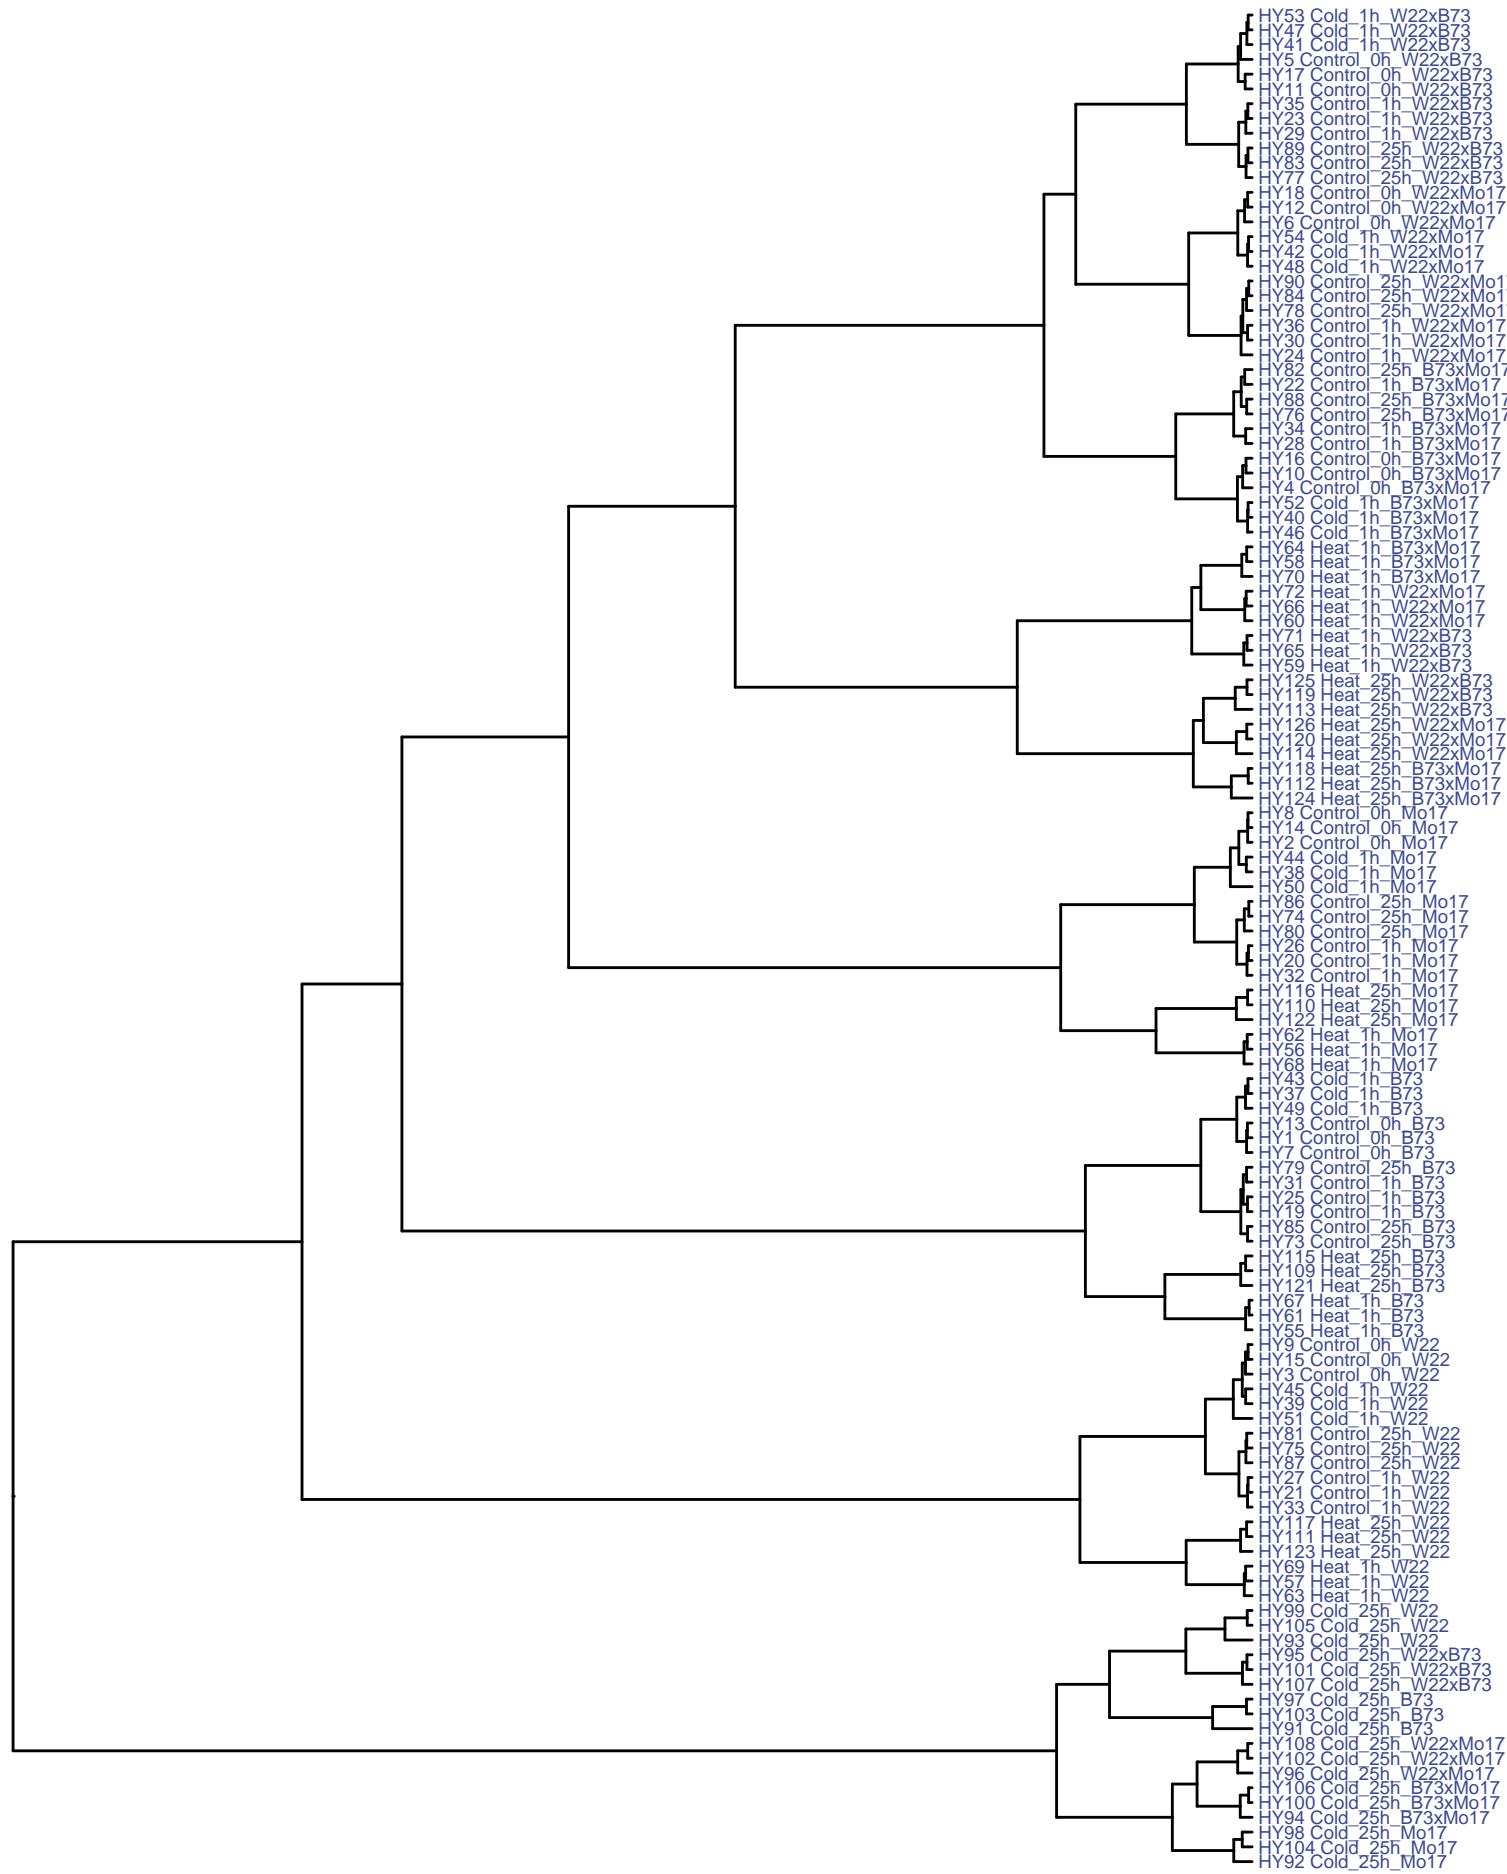 HY53 Cold_1h_W22xB73
HY47 Cold_1h_W22xB73
HY41 Cold_1h_W22xB73
HY5 Control_0h_W22xB73
HY17 Control_0h_W22xB73
HY11 Control_0h_W22xB73
HY35 Control_1h_W22xB73
HY23 Control_1h_W22xB73
HY29 Control_1h_W22xB73
HY89 Control_25h_W22xB73
HY83 Control_25h_W22xB73
HY77 Control_25h_W22xB73
HY18 Control_0h_W22xMo17
HY12 Control_0h_W22xMo17
HY6 Control_0h_W22xMo17
HY54 Cold_1h_W22xMo17
HY42 Cold_1h_W22xMo17
HY48 Cold_1h_W22xMo17
HY90 Control_25h_W22xMo1
HY84 Control_25h_W22xMo1
HY78 Control_25h_W22xMo1
HY36 Control_1h_W22xMo17
HY30 Control_1h_W22xMo17
HY24 Control_1h_W22xMo17
HY82 Control_25h_B73xMo17
HY22 Control_1h_B73xMo17
HY88 Control_25h_B73xMo17
HY76 Control_25h_B73xMo17
HY34 Control_1h_B73xMo17
HY28 Control_1h_B73xMo17
HY16 Control_0h_B73xMo17
HY10 Control_0h_B73xMo17
HY4 Control_0h_B73xMo17
HY52 Cold_1h_B73xMo17
HY40 Cold_1h_B73xMo17
HY46 Cold_1h_B73xMo17
HY64 Heat_1h_B73xMo17
HY58 Heat_1h_B73xMo17
HY70 Heat_1h_B73xMo17
HY72 Heat_1h_W22xMo17
HY66 Heat_1h_W22xMo17
HY60 Heat_1h_W22xMo17
HY71 Heat_1h_W22xB73
HY65 Heat_1h_W22xB73
HY59 Heat_1h_W22xB73
HY125 Heat_25h_W22xB73
HY119 Heat_25h_W22xB73
HY113 Heat_25h_W22xB73
HY126 Heat_25h_W22xMo17
HY120 Heat_25h_W22xMo17
HY114 Heat_25h_W22xMo17
HY118 Heat_25h_B73xMo17
HY112 Heat_25h_B73xMo17
HY124 Heat_25h_B73xMo17
HY8 Control_0h_Mo17
HY14 Control_0h_Mo17
HY2 Control_0h_Mo17
HY44 Cold_1h_Mo17
HY38 Cold_1h_Mo17
HY50 Cold_1h_Mo17
HY86 Control_25h_Mo17
HY74 Control_25h_Mo17
HY80 Control_25h_Mo17
HY26 Control_1h_Mo17
HY20 Control_1h_Mo17
HY32 Control_1h_Mo17
HY116 Heat_25h_Mo17
HY110 Heat_25h_Mo17
HY122 Heat_25h_Mo17
HY62 Heat_1h_Mo17
HY56 Heat_1h_Mo17
HY68 Heat_1h_Mo17
HY43 Cold_1h_B73
HY37 Cold_1h_B73
HY49 Cold_1h_B73
HY13 Control_0h_B73
HY1 Control_0h_B73
HY7 Control_0h_B73
HY79 Control_25h_B73
HY31 Control_1h_B73
HY25 Control_1h_B73
HY19 Control_1h_B73
HY85 Control_25h_B73
HY73 Control_25h_B73
HY115 Heat_25h_B73
HY109 Heat_25h_B73
HY121 Heat_25h_B73
HY67 Heat_1h_B73
HY61 Heat_1h_B73
HY55 Heat_1h_B73
HY9 Control_0h_W22
HY15 Control_0h_W22
HY3 Control_0h_W22
HY45 Cold_1h_W22
HY39 Cold_1h_W22
HY51 Cold_1h_W22
HY81 Control_25h_W22
HY75 Control_25h_W22
HY87 Control_25h_W22
HY27 Control_1h_W22
HY21 Control_1h_W22
HY33 Control_1h_W22
HY117 Heat_25h_W22
HY111 Heat_25h_W22
HY123 Heat_25h_W22
HY69 Heat_1h_W22
HY57 Heat_1h_W22
HY63 Heat_1h_W22
HY99 Cold_25h_W22
HY105 Cold_25h_W22
HY93 Cold_25h_W22
HY95 Cold_25h_W22xB73
HY101 Cold_25h_W22xB73
HY107 Cold_25h_W22xB73
HY97 Cold_25h_B73
HY103 Cold_25h_B73
HY91 Cold_25h_B73
HY108 Cold_25h_W22xMo17
HY102 Cold_25h_W22xMo17
HY96 Cold_25h_W22xMo17
HY106 Cold_25h_B73xMo17
HY100 Cold_25h_B73xMo17
HY94 Cold_25h_B73xMo17
HY98 Cold_25h_Mo17
HY104 Cold_25h_Mo17
HY92 Cold_25h_Mo17